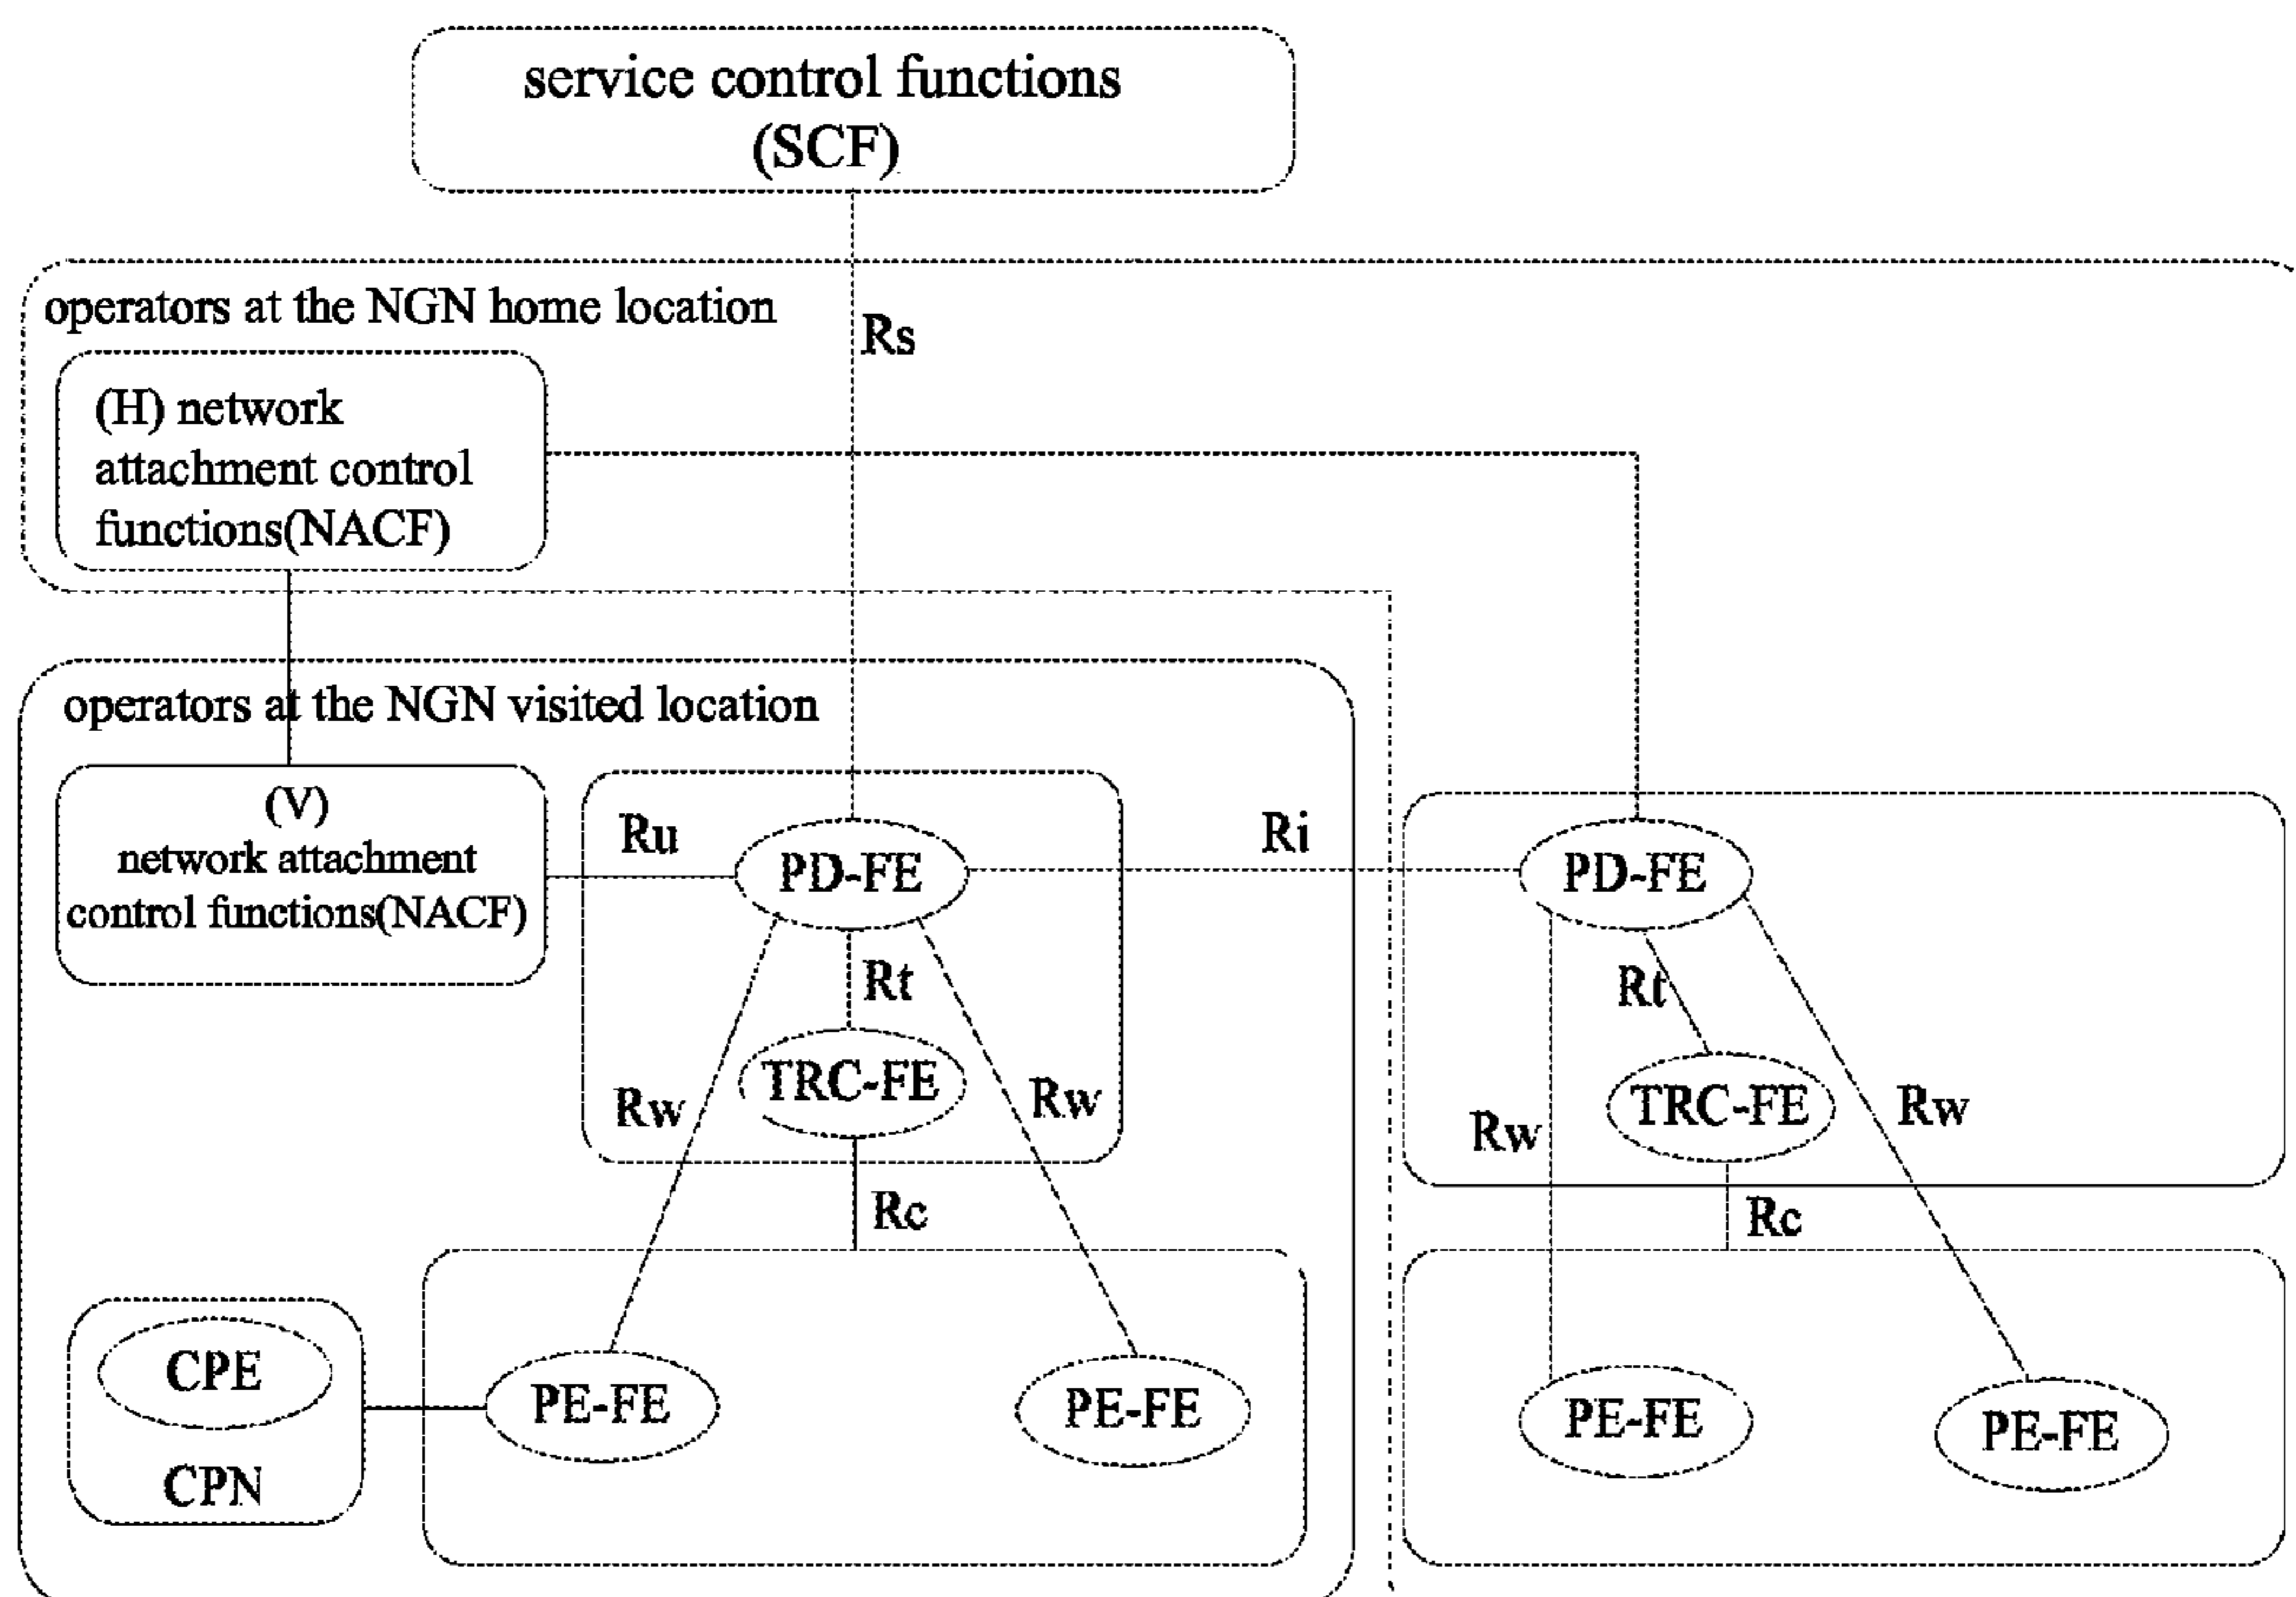 service control functions
(SCF)
operators at the NGN home location
Rs
(H) network
attachment control
functions(NACF)
operators at the NGN visited location
(V)
network attachment
control functions(NACF)
Ru
PD-FE
Ri
PD-FE
Rt
Rt
TRC-FE
TRC-FE
Rw
Rw
Rw
Rw
Rc
Rc
CPE
CPN
PE-FE
PE-FE
PE-FE
PE-FE